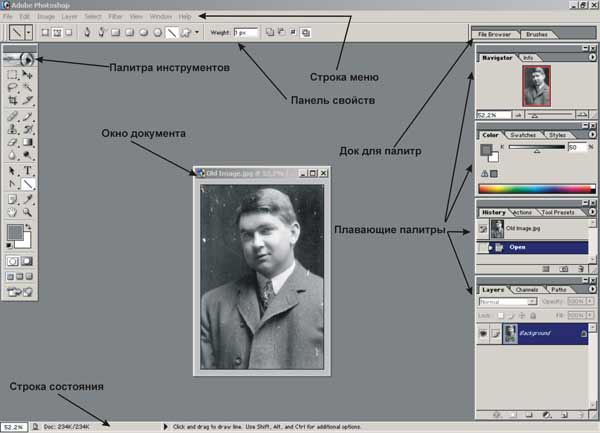 Adobe Photoshop
File Edit Image Layer Select Filter View Window Help
Weight: 3 px
File Browser Brushes
Палитра инструментов
Строка меню
Панель свойств
Окно документа
Док для палитр
Плавающие палитры
Строка состояния
Navigator Info
52,2%
Color Swatches Styles
K 50 %
History Actions Tool Presets
Old Image.jpg
Open
Layers Channels Paths
Normal Opacity: 100%
Lock: Fill: 100%
Background
Old Image.jpg @ 52,2%
52,2% Doc: 234K/234K Click and drag to draw line. Use Shift, Alt, and Ctrl for additional options.